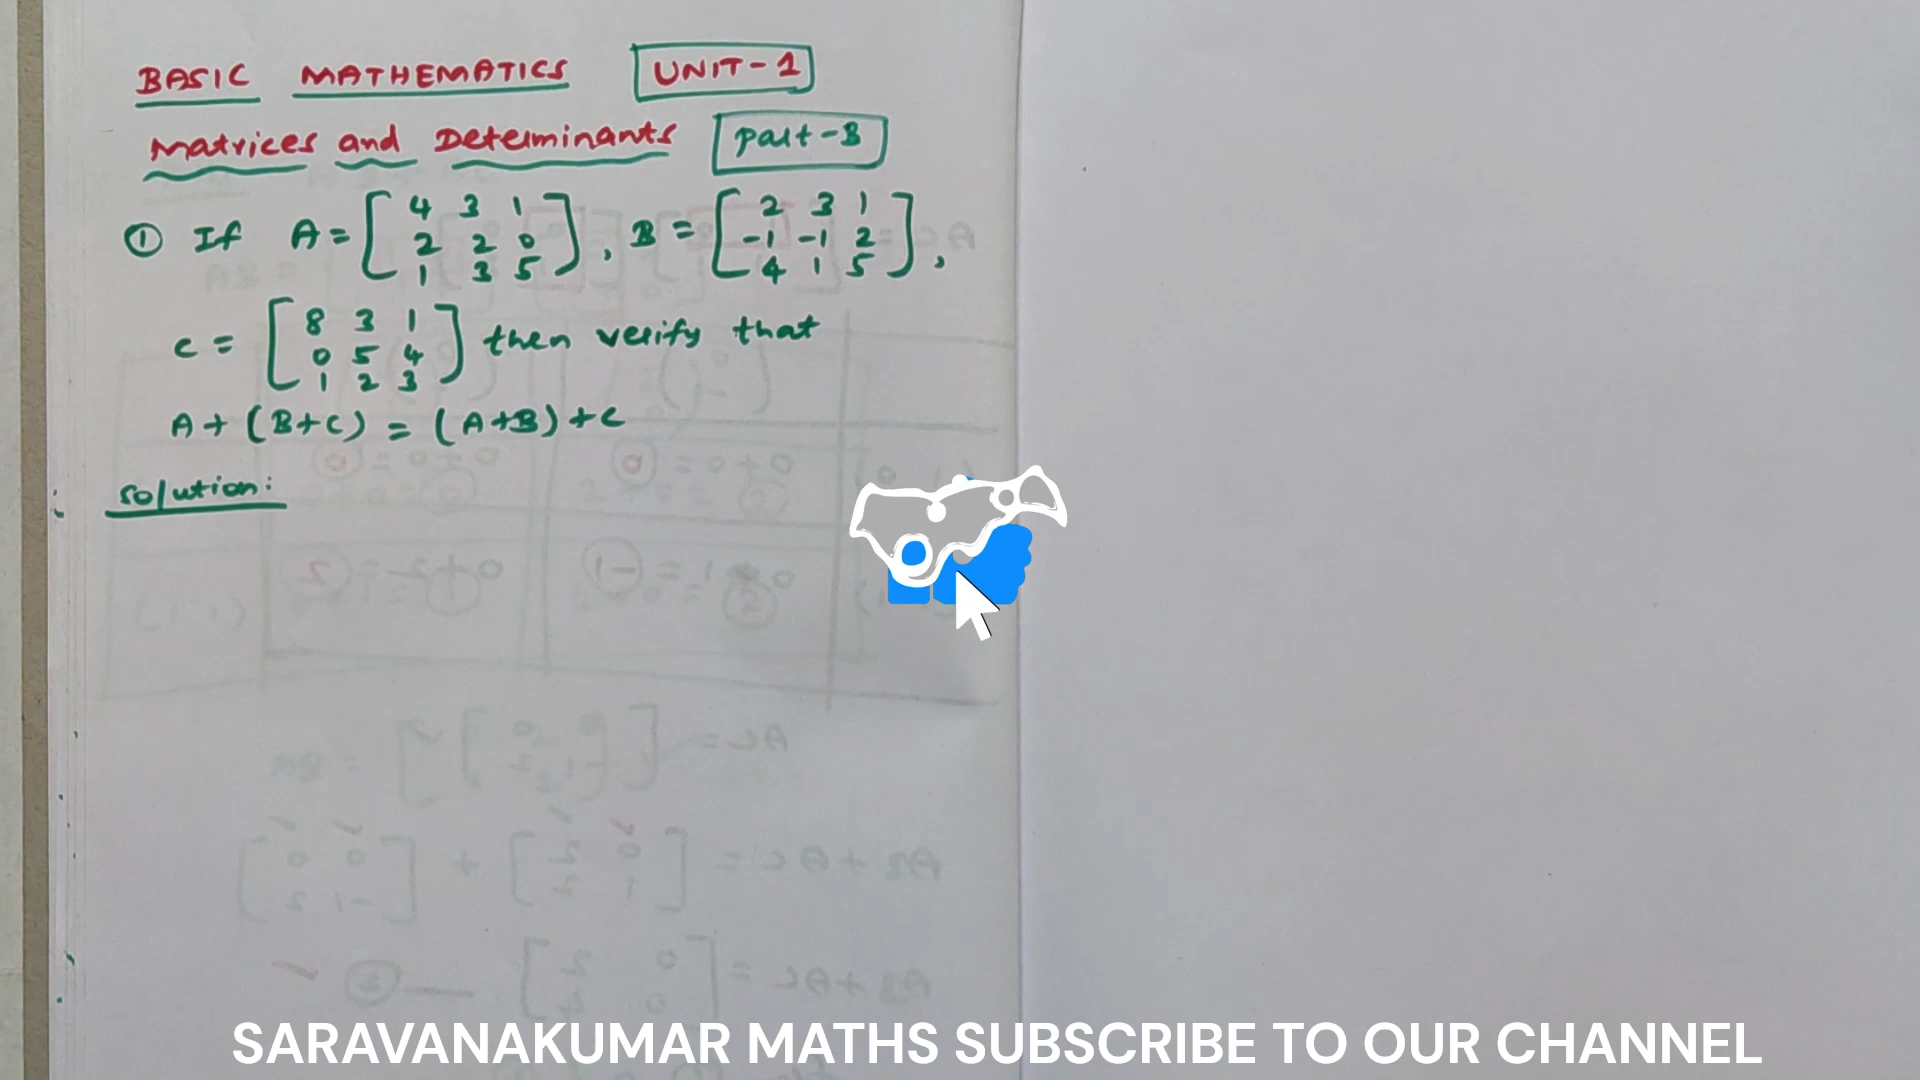 BASIC MATHEMATICS UNIT-1
Matrices and Determinants Part-B
① If A = [ 4 3 1
2 2 0
1 3 5 ], B = [ 2 3 1
-1 -1 2
4 1 5 ],
C = [ 8 3 1
0 5 4
1 2 3 ] then verify that
A+(B+C) = (A+B)+C
Solution:
SARAVANAKUMAR MATHS SUBSCRIBE TO OUR CHANNEL